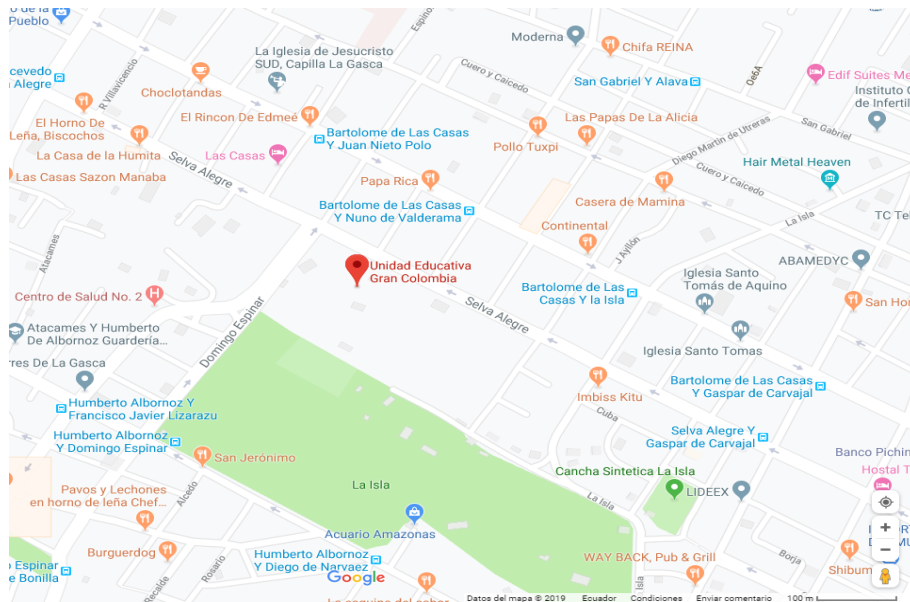 o de la
Pueblo
Espinos
Moderna
Chifa REINA
La Iglesia de Jesucristo
SUD, Capilla La Gasca
cevedo
a Alegre
R Villavicencio
Choclotandas
Cuero y Caicedo
San Gabriel Y Alava
Oe6A
Edif Suites Me
Instituto C
de Infertil
El Horno De
Leña, Biscochos
El Rincon De Edmeé
Bartolome de Las Casas
Y Juan Nieto Polo
Las Papas De La Alicia
Pollo Tuxpi
Diego Martin de Utreras
San Gabriel
La Casa de la Humita
Las Casas
Selva Alegre
Hair Metal Heaven
Las Casas Sazon Manaba
Papa Rica
Cuero y Caicedo
Casera de Mamina
Bartolome de Las Casas
Y Nuno de Valderama
Continental
La Isla
TC Tel
J Ayllón
Atacames
Unidad Educativa
Gran Colombia
ABAMEDYC
Iglesia Santo
Tomás de Aquino
Bartolome de Las
Casas Y la Isla
Centro de Salud No. 2
San Hor
Selva Alegre
Domingo Espinar
Atacames Y Humberto
De Albornoz Guardería...
Iglesia Santo Tomas
rres De La Gasca
Imbiss Kitu
Bartolome de Las Casas
Y Gaspar de Carvajal
Humberto Albornoz Y
Francisco Javier Lizarazu
Cuba
Humberto Albornoz
Y Domingo Espinar
Selva Alegre Y
Gaspar de Carvajal
San Jerónimo
Banco Pichin
Hostal T
Cancha Sintetica La Isla
La Isla
LIDEEX
Pavos y Lechones
en horno de leña Chef...
Alcedo
La Isla
Acuario Amazonas
Burguerdog
Humberto Albornoz
Y Diego de Narvaez
WAY BACK, Pub & Grill
Borja
Espinar
e Bonilla
Rosario
Recalde
Google
Isla
Shibum
Datos del mapa © 2019 Ecuador Condiciones Enviar comentario 100 m